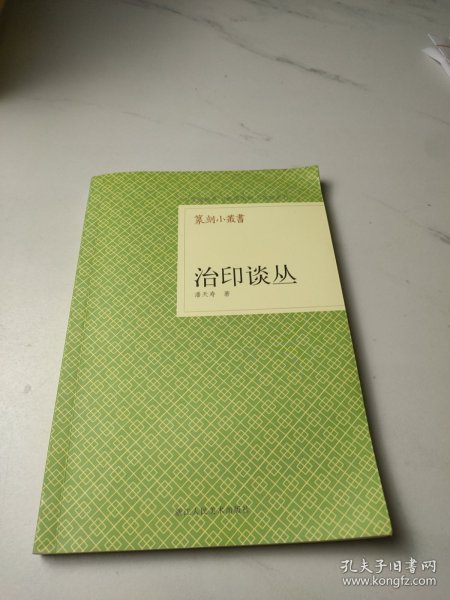 篆刻小叢書
治印谈丛
潘天寿 著
浙江人民美术出版社
孔夫子旧书网
www.kongfz.com